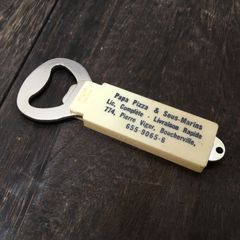 Papa Pizza & Sous-Marins
Lic. Complète - Livraison Rapide
774, Pierre Viger, Boucherville,
655-9065-6